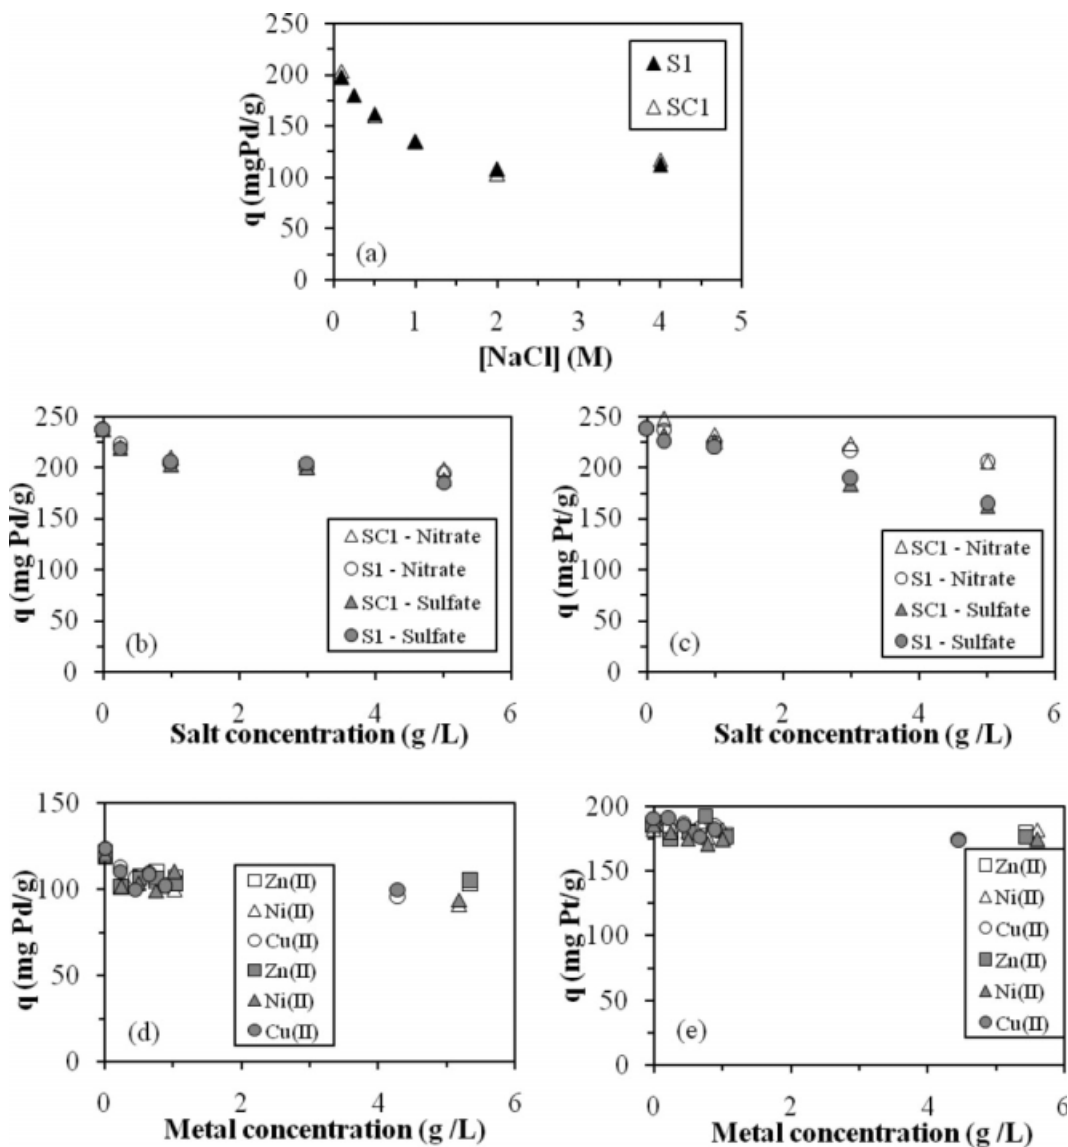 250
200
150
100
50
0
q (mgPd/g)
S1
SC1
(a)
0 1 2 3 4 5
[NaCl] (M)
250
200
150
200
100
50
0
q (mg Pd/g)
SC1 - Nitrate
S1 - Nitrate
SC1 - Sulfate
S1 - Sulfate
(b)
0 2 4 6
Salt concentration (g /L)
250
200
150
100
50
0
q (mg Pt/g)
SC1 - Nitrate
S1 - Nitrate
SC1 - Sulfate
S1 - Sulfate
(c)
0 2 4 6
Salt concentration (g /L)
150
100
50
0
q (mg Pd/g)
Zn(II)
Ni(II)
Cu(II)
Zn(II)
Ni(II)
Cu(II)
(d)
0 2 4 6
Metal concentration (g /L)
200
150
100
50
0
q (mg Pt/g)
Zn(II)
Ni(II)
Cu(II)
Zn(II)
Ni(II)
Cu(II)
(e)
0 2 4 6
Metal concentration (g /L)